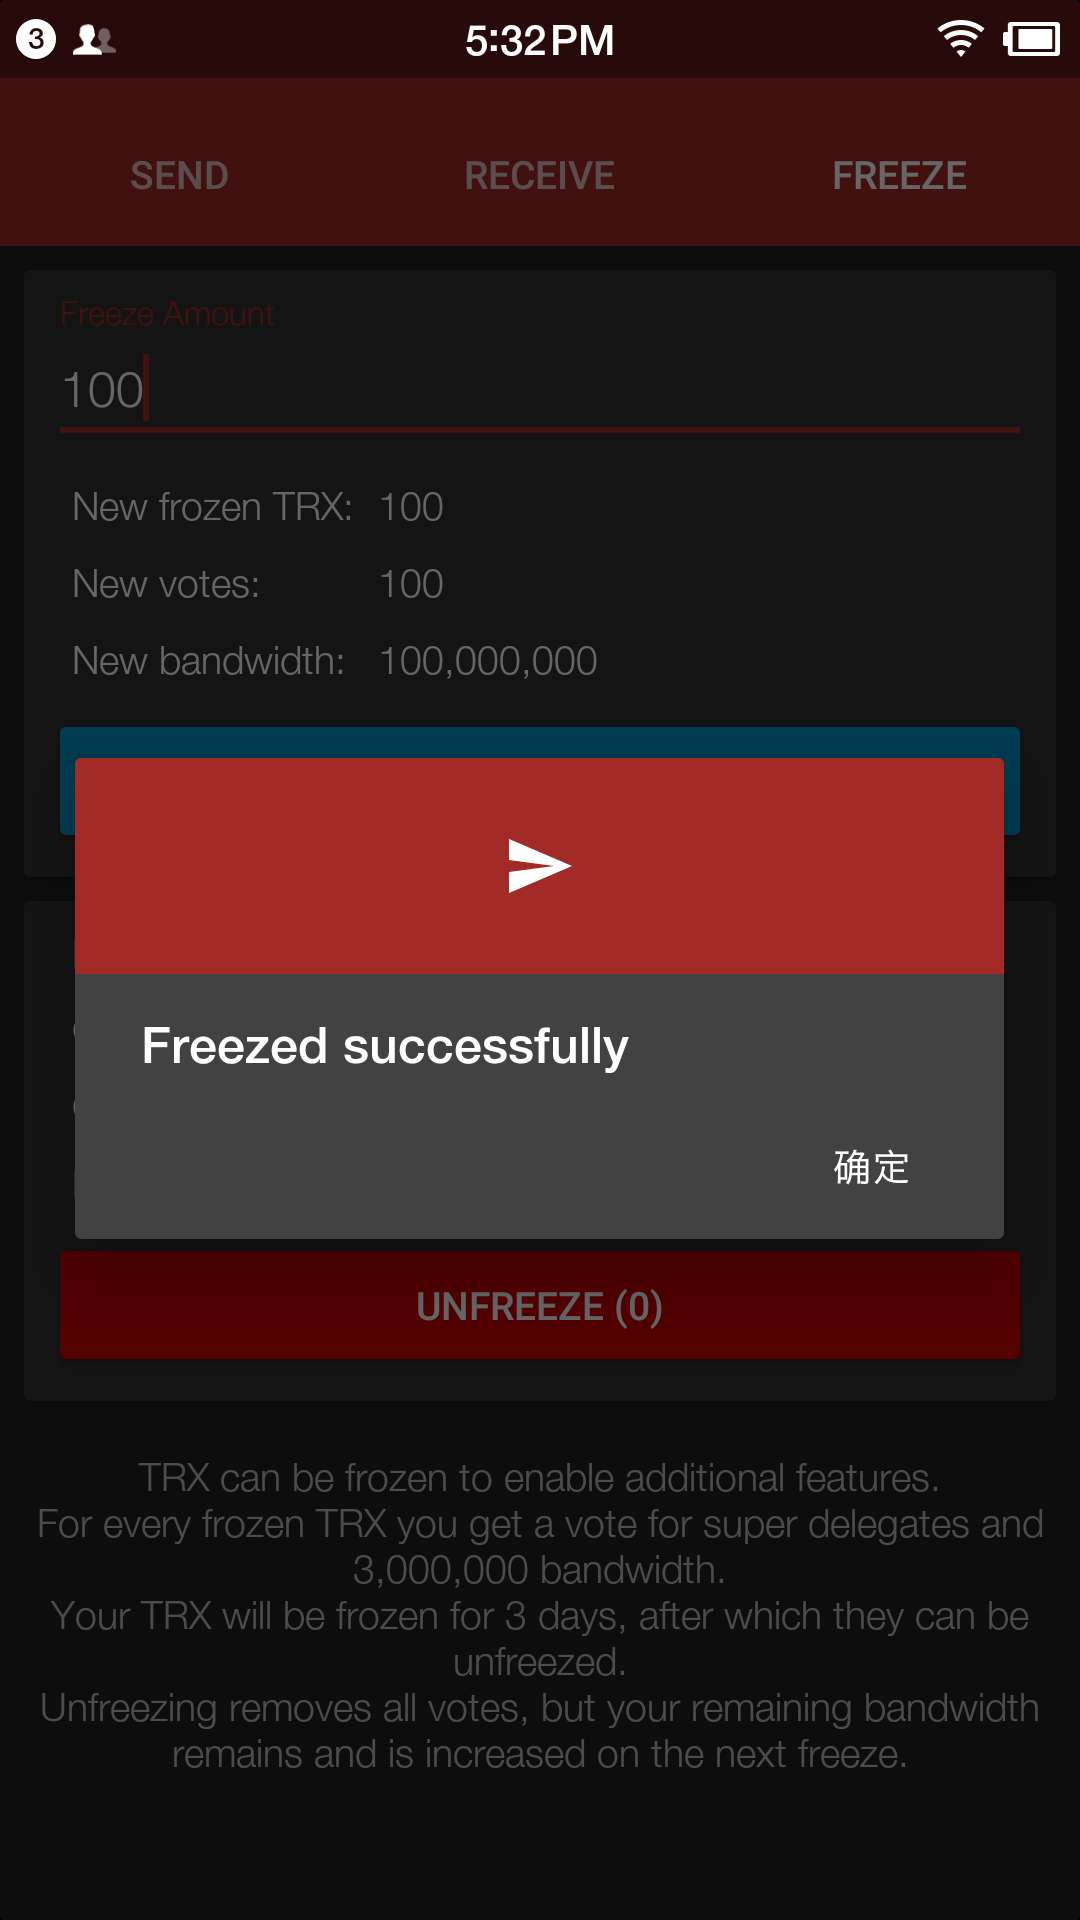 3
5:32PM
SEND RECEIVE FREEZE
Freeze Amount
100
New frozen TRX: 100
New votes: 100
New bandwidth: 100,000,000
Freezed successfully
确定
UNFREEZE (0)
TRX can be frozen to enable additional features.
For every frozen TRX you get a vote for super delegates and
3,000,000 bandwidth.
Your TRX will be frozen for 3 days, after which they can be
unfreezed.
Unfreezing removes all votes, but your remaining bandwidth
remains and is increased on the next freeze.